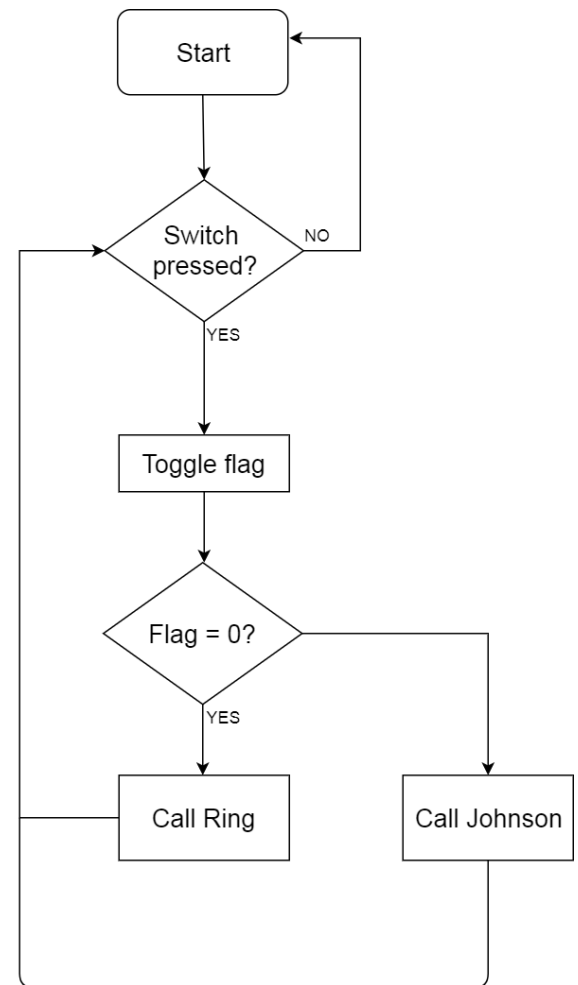 Start
Switch
pressed?
NO
YES
Toggle flag
Flag = 0?
YES
Call Ring
Call Johnson